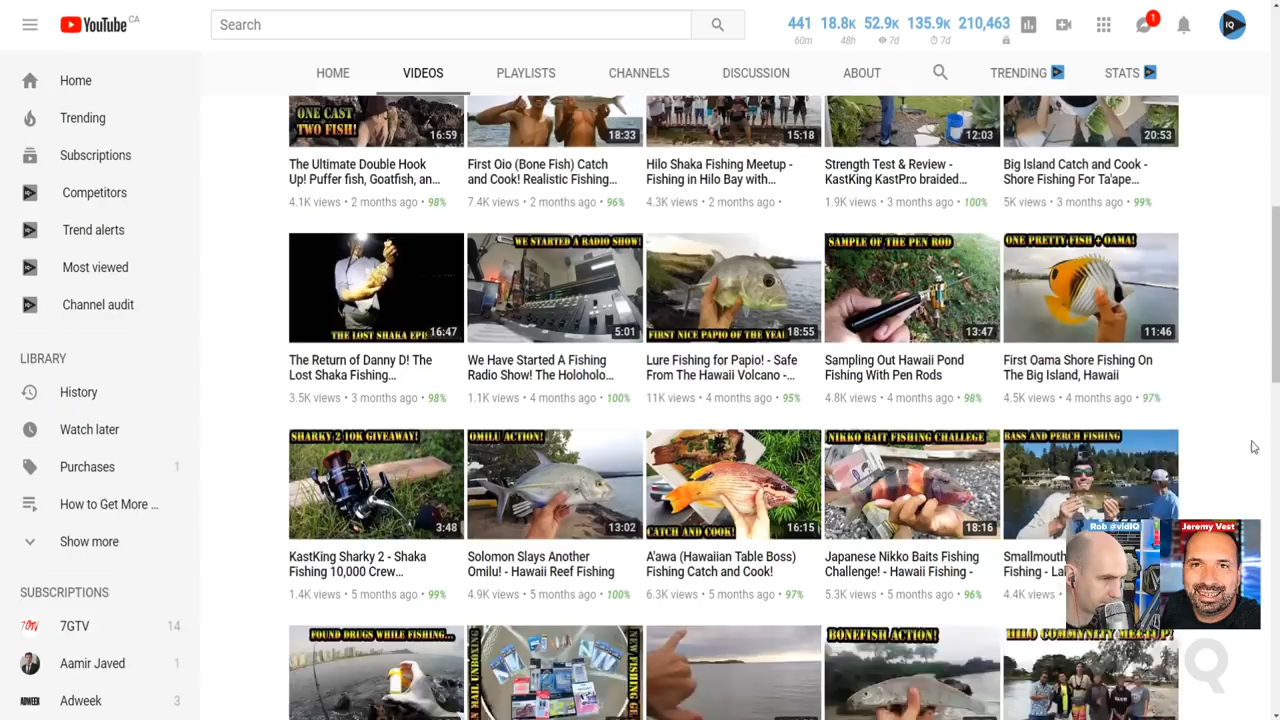 YouTube CA
Search
441 18.8K 52.9K 135.9K 210,463
60m 48h 7d 7d
1
IQ
HOME VIDEOS PLAYLISTS CHANNELS DISCUSSION ABOUT TRENDING STATS
Home
Trending
Subscriptions
Competitors
Trend alerts
Most viewed
Channel audit
LIBRARY
History
Watch later
Purchases 1
How to Get More ...
Show more
SUBSCRIPTIONS
7GTV 7GTV 14
Aamir Javed 1
ADWEEK Adweek 3
ONE CAST
TWO FISH!
16:59 18:33 15:18 12:03 20:53
The Ultimate Double Hook
Up! Puffer fish, Goatfish, an...
4.1K views • 2 months ago • 98%
First Oio (Bone Fish) Catch
and Cook! Realistic Fishing...
7.4K views • 2 months ago • 96%
Hilo Shaka Fishing Meetup -
Fishing in Hilo Bay with...
4.3K views • 2 months ago •
Strength Test & Review -
KastKing KastPro braided...
1.9K views • 3 months ago • 100%
Big Island Catch and Cook -
Shore Fishing For Ta'ape...
5K views • 3 months ago • 99%
THE LOST SHAKA EPI
16:47
The Return of Danny D! The
Lost Shaka Fishing...
3.5K views • 3 months ago • 98%
WE STARTED A RADIO SHOW!
5:01
We Have Started A Fishing
Radio Show! The Holoholo...
1.1K views • 4 months ago • 100%
FIRST NICE PAPIO OF THE YEA
18:55
Lure Fishing for Papio! - Safe
From The Hawaii Volcano -...
11K views • 4 months ago • 95%
SAMPLE OF THE PEN ROD
13:47
Sampling Out Hawaii Pond
Fishing With Pen Rods
4.8K views • 4 months ago • 98%
ONE PRETTY FISH + OAMA!
11:46
First Oama Shore Fishing On
The Big Island, Hawaii
4.5K views • 4 months ago • 97%
SHARKY 2 10K GIVEAWAY!
3:48
KastKing Sharky 2 - Shaka
Fishing 10,000 Crew...
1.4K views • 5 months ago • 99%
OMILU ACTION!
13:02
Solomon Slays Another
Omilu! - Hawaii Reef Fishing
4.9K views • 5 months ago • 100%
CATCH AND COOK!
16:15
A'awa (Hawaiian Table Boss)
Fishing Catch and Cook!
6.3K views • 5 months ago • 97%
NIKKO BAIT FISHING CHALLEGE
18:16
Japanese Nikko Baits Fishing
Challenge! - Hawaii Fishing -
5.3K views • 5 months ago • 96%
BASS AND PERCH FISHING
Smallmouth
Fishing - La
4.4K views
Rob @vidIQ Jeremy Vest
FOUND DRUGS WHILE FISHING...
BONEFISH ACTION!
HILO COMMUNITY MEETUP!